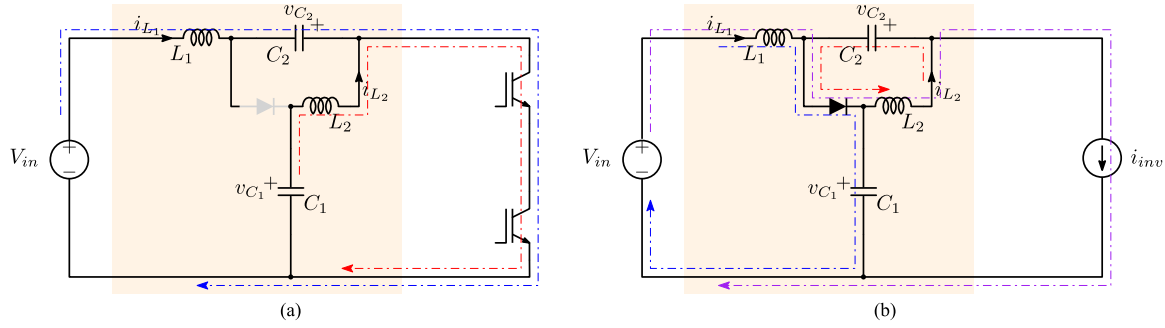 v_{C_2} +
i_{L_1}
L_1
C_2
i_{L_2}
L_2
V_{in}
+
−
v_{C_1} +
C_1
(a)
v_{C_2} +
i_{L_1}
L_1
C_2
i_{L_2}
L_2
V_{in}
+
−
v_{C_1} +
C_1
i_{inv}
(b)